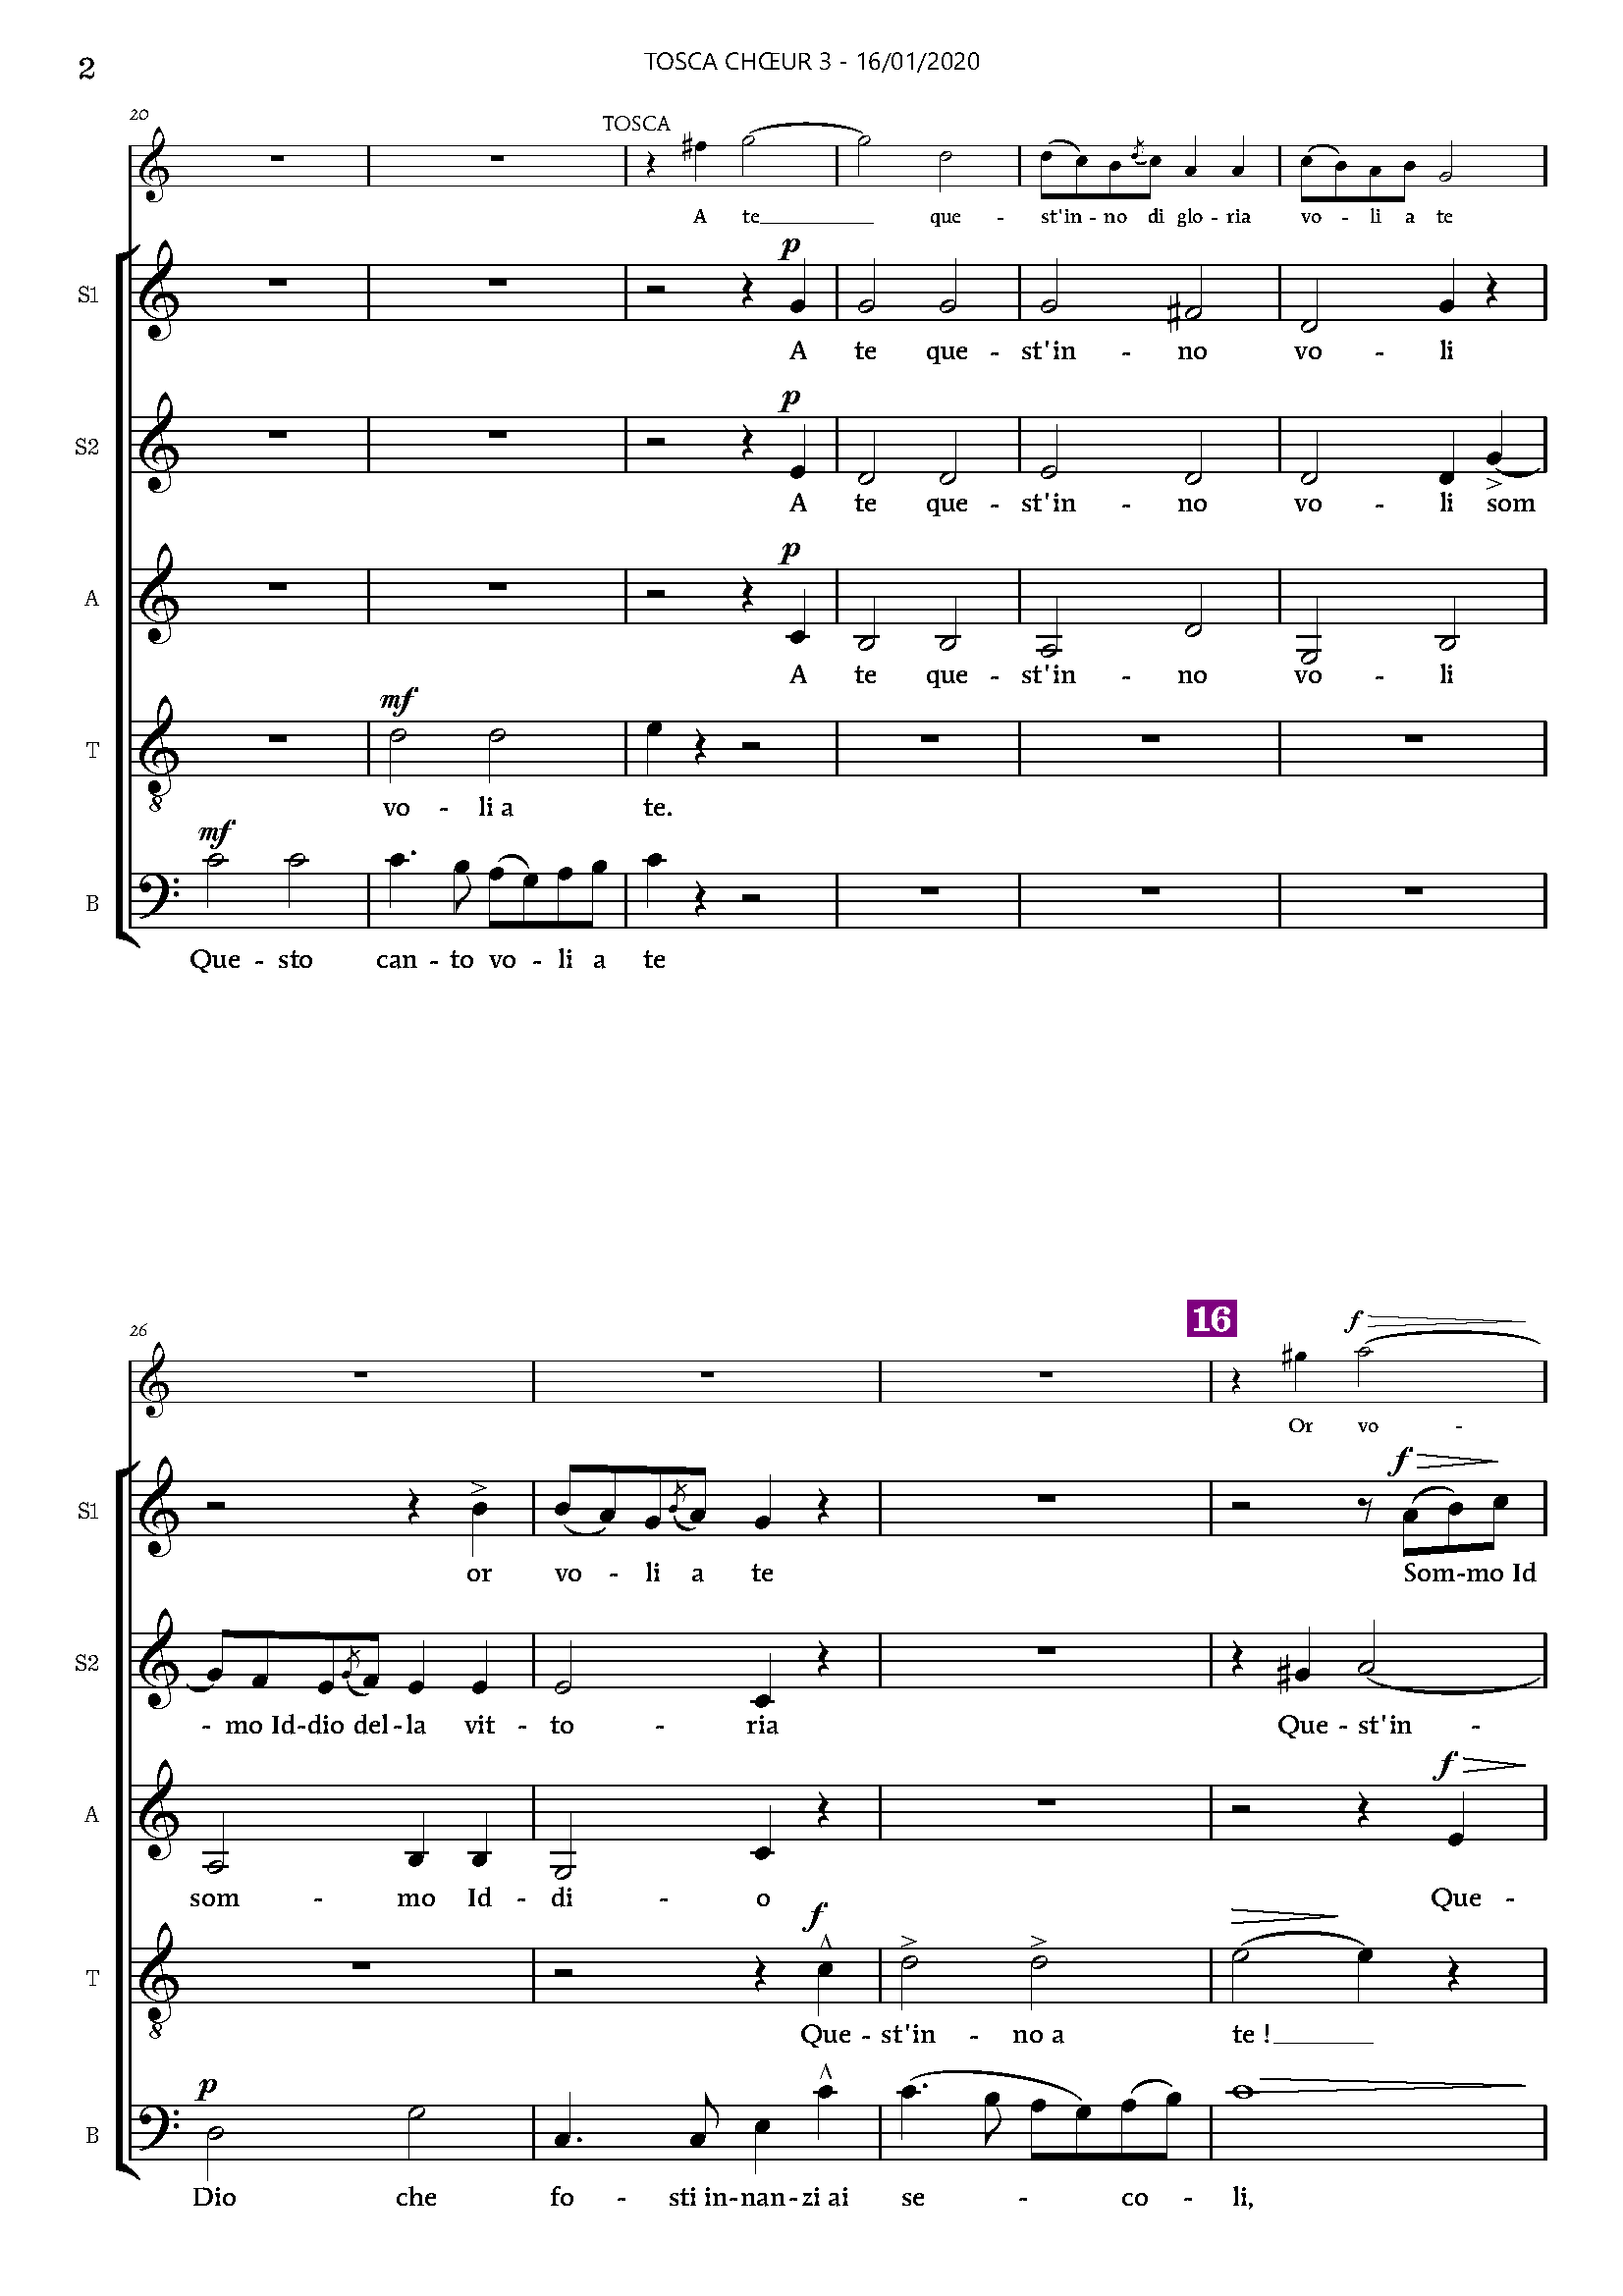 2
TOSCA CHŒUR 3 - 16/01/2020
20
TOSCA
A te que - st'in - no di glo - ria vo - li a te
p
S1
A te que - st'in - no vo - li
p
S2
A te que - st'in - no vo - li som
p
A
A te que - st'in - no vo - li
mf
T
8
vo - li a te.
mf
B
Que - sto can - to vo - li a te
16
26
f
Or vo -
f
S1
or vo - li a te Som-mo Id
S2
- mo Id-dio del-la vit - to - ria Que - st'in -
f
A
som - mo Id - di - o Que -
f
T
8
Que - st'in - no a te !
p
B
Dio che fo - sti in-nan-zi ai se - co - li,